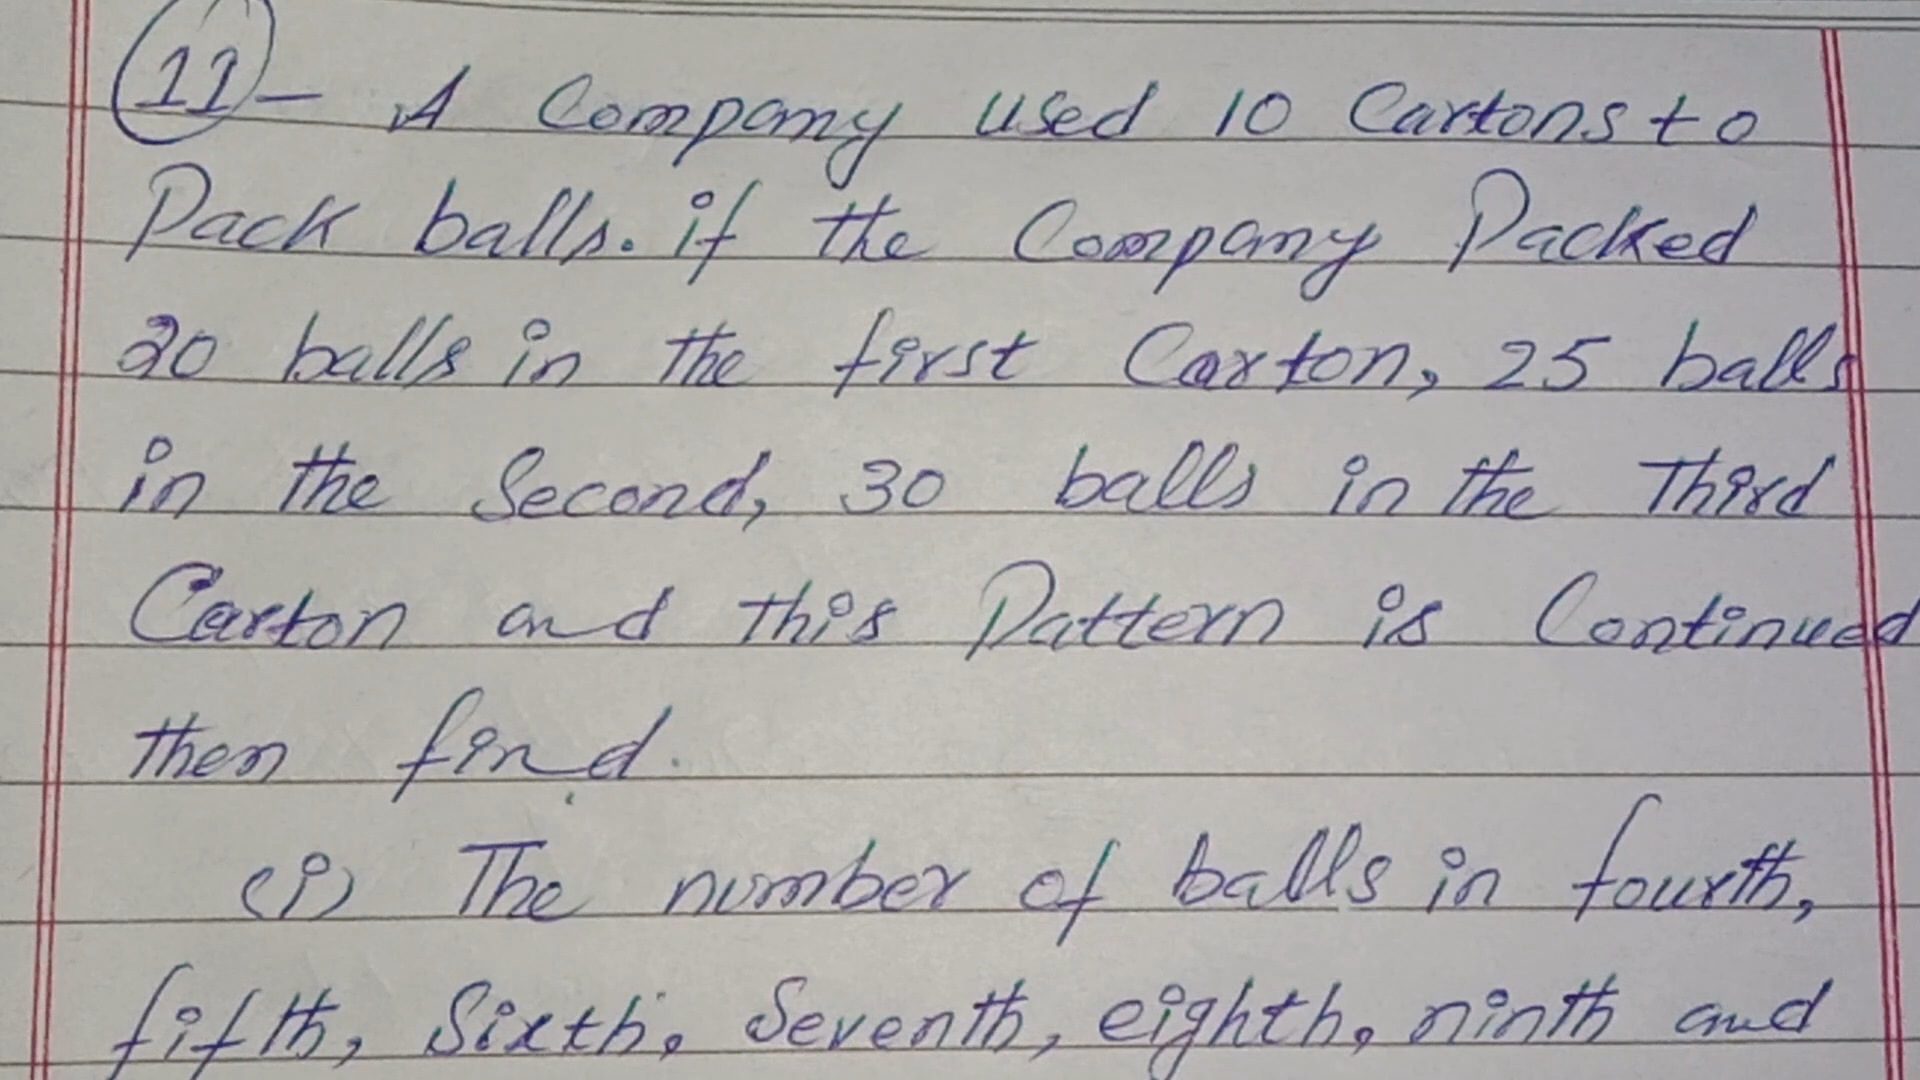 11- A Company used 10 Cartons to
Pack balls. if the Company Packed
20 balls in the first Carton, 25 balls
in the Second, 30 balls in the Third
Carton and this Pattern is Continued
then find.
(i) The number of balls in fourth,
fifth, Sixth, Seventh, eighth, ninth and